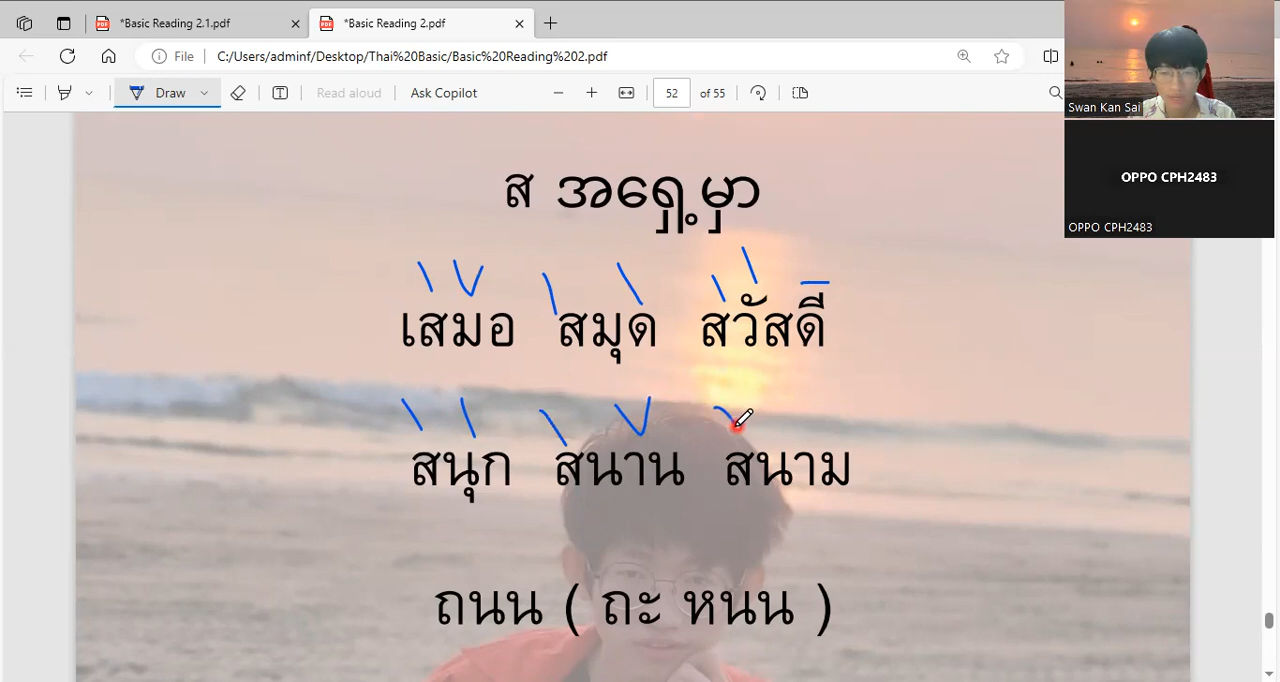 *Basic Reading 2.1.pdf *Basic Reading 2.pdf
File C:/Users/adminf/Desktop/Thai%20Basic/Basic%20Reading%202.pdf
Draw Read aloud Ask Copilot 52 of 55
Swan Kan Sai
OPPO CPH2483
OPPO CPH2483
ส အရှေ့မှာ
เสมอ สมุด สวัสดี
สนุก สนาน สนาม
ถนน ( ถะ หนน )